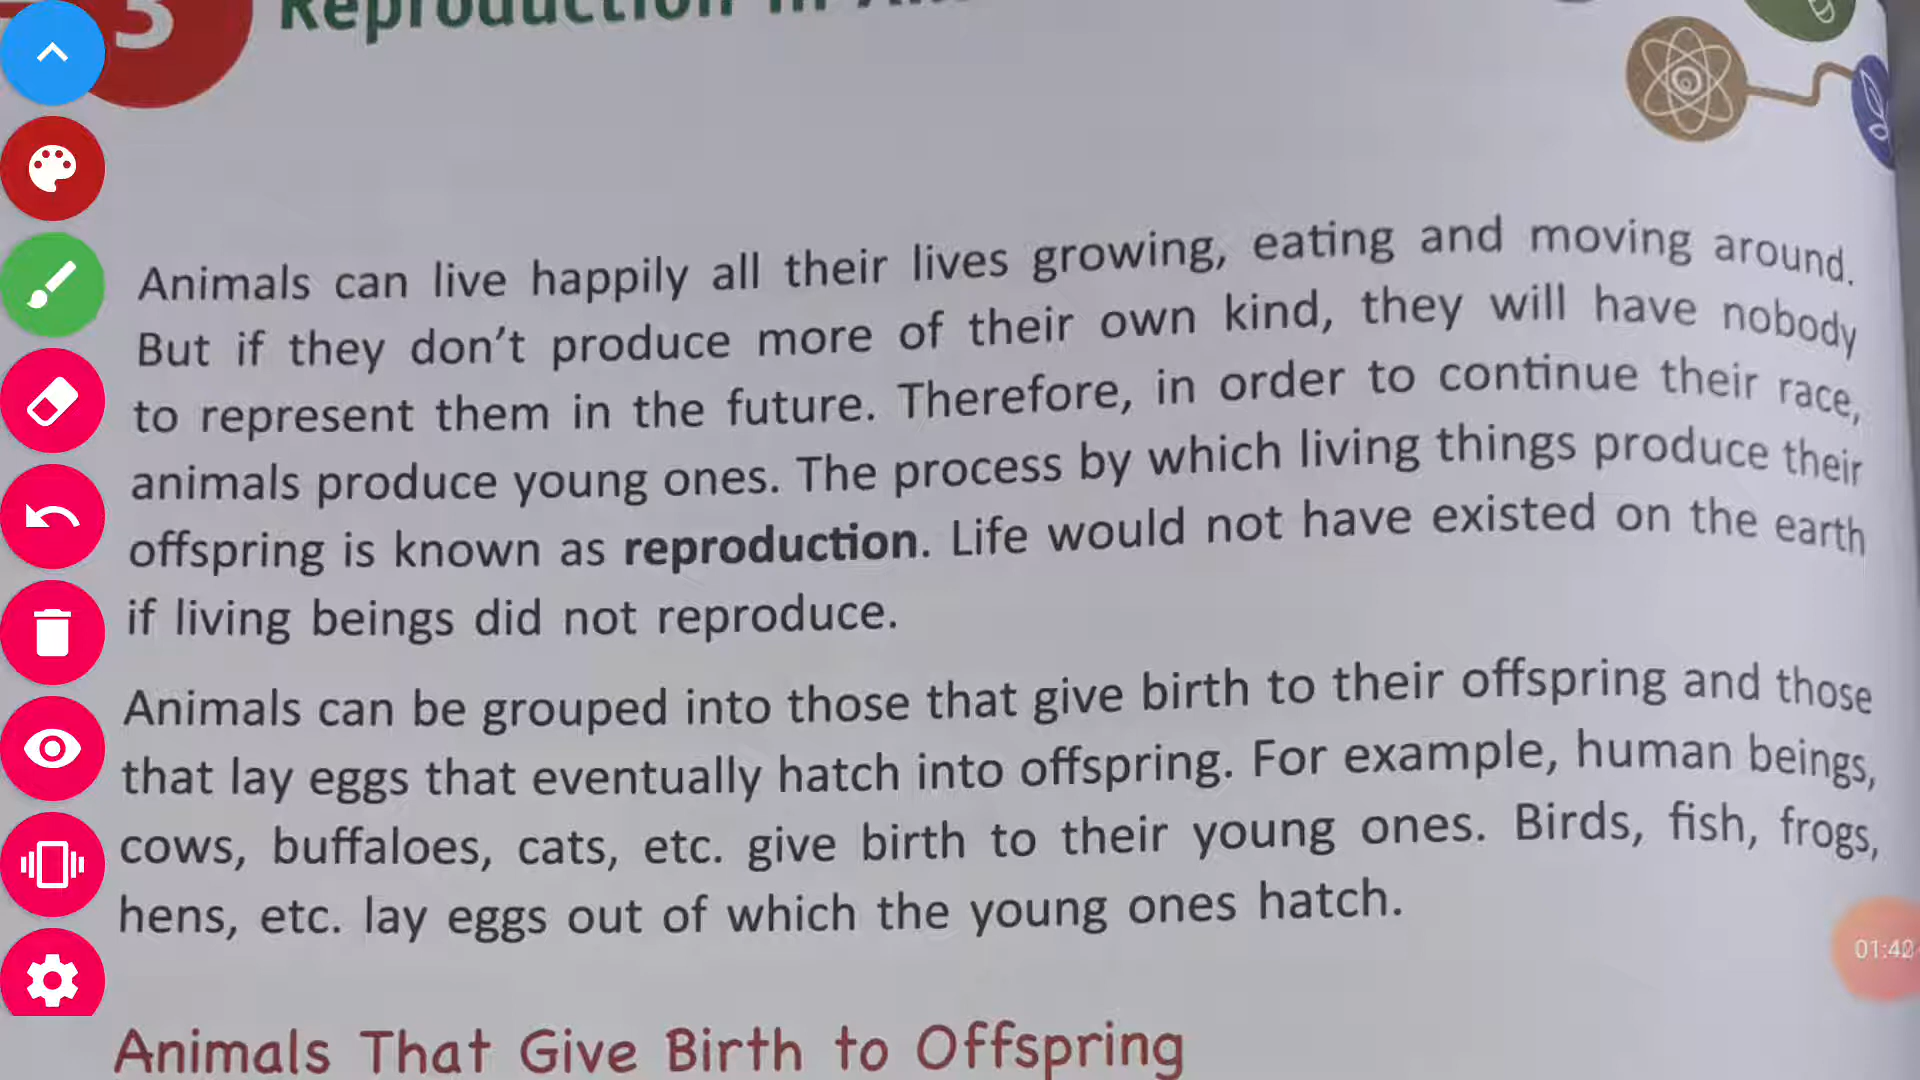 3 Reproduction in
Animals can live happily all their lives growing, eating and moving around.
But if they don't produce more of their own kind, they will have nobody
to represent them in the future. Therefore, in order to continue their race,
animals produce young ones. The process by which living things produce their
offspring is known as reproduction. Life would not have existed on the earth
if living beings did not reproduce.
Animals can be grouped into those that give birth to their offspring and those
that lay eggs that eventually hatch into offspring. For example, human beings,
cows, buffaloes, cats, etc. give birth to their young ones. Birds, fish, frogs,
hens, etc. lay eggs out of which the young ones hatch.
01:42
Animals That Give Birth to Offspring